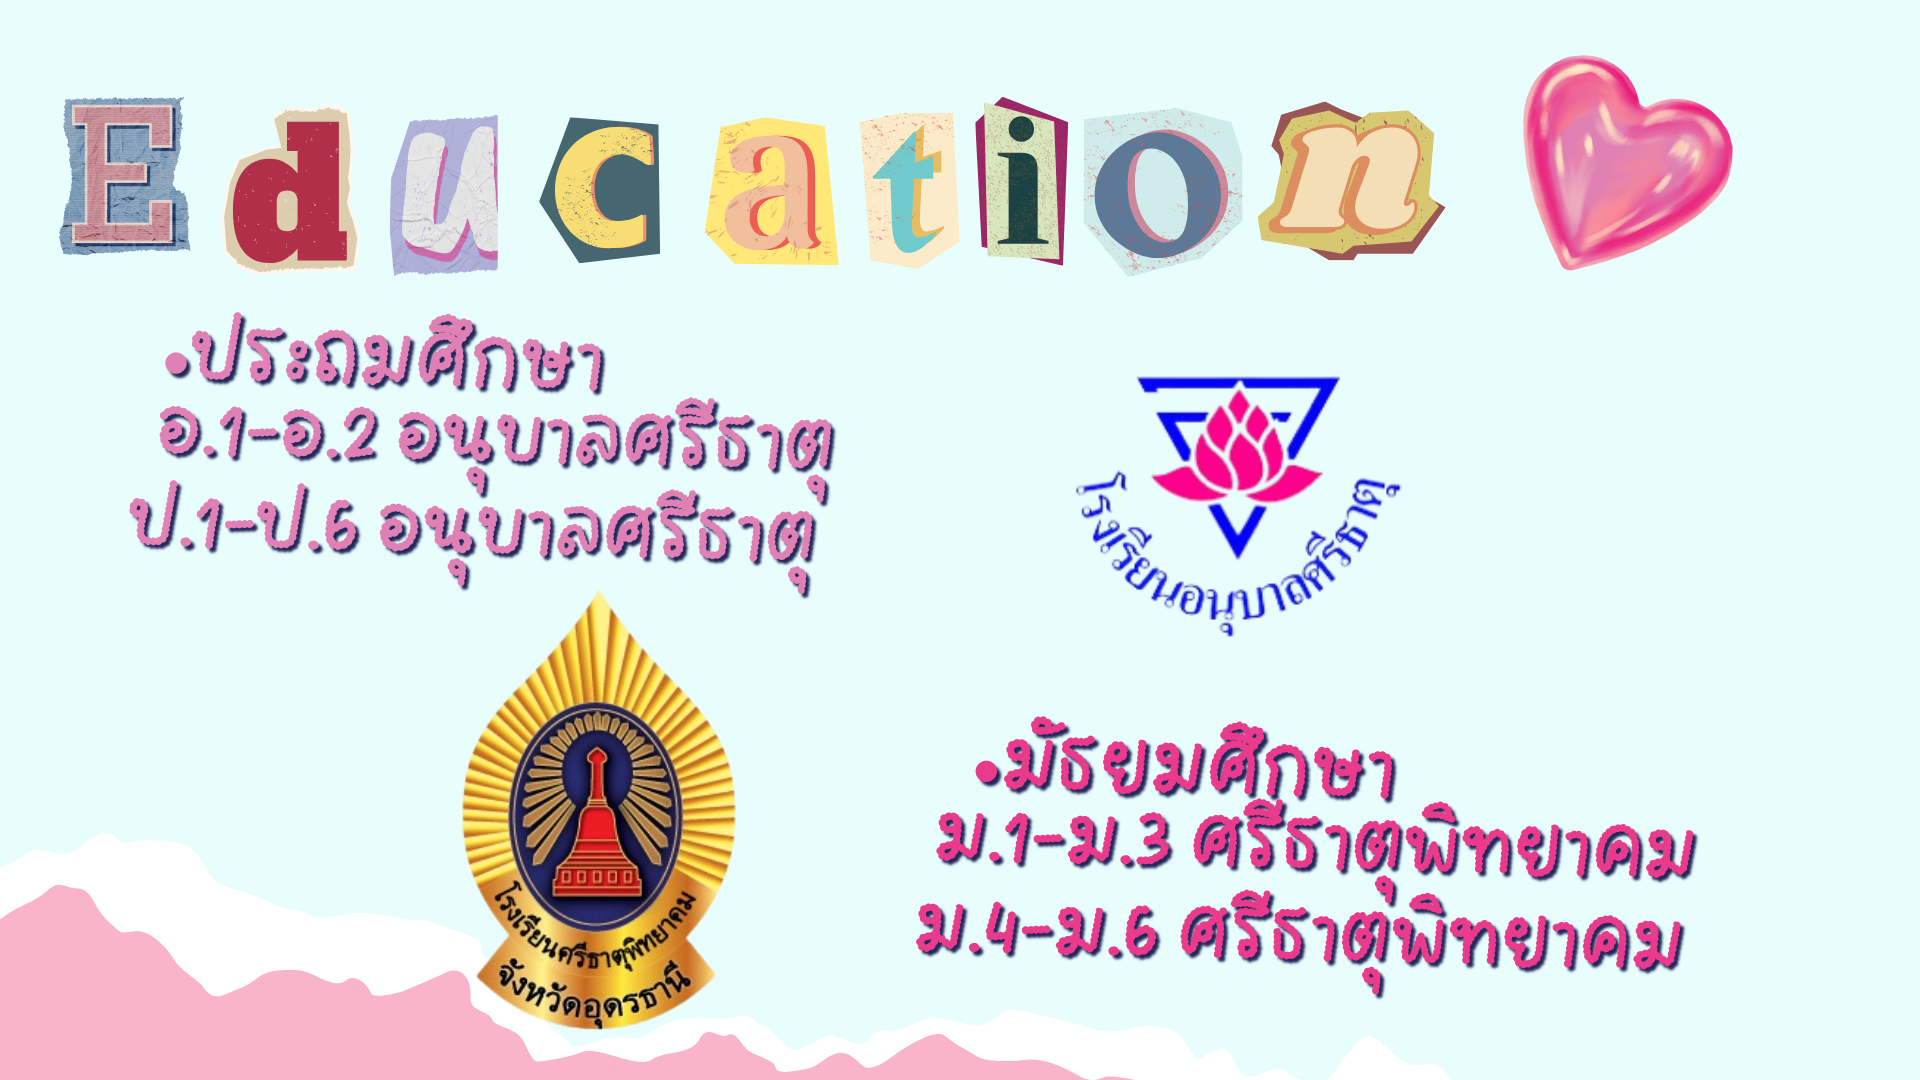 Education
•ประถมศึกษา
อ.1-อ.2 อนุบาลศรีธาตุ
ป.1-ป.6 อนุบาลศรีธาตุ
โรงเรียนอนุบาลศรีธาตุ
โรงเรียนศรีธาตุพิทยาคม
จังหวัดอุดรธานี
•มัธยมศึกษา
ม.1-ม.3 ศรีธาตุพิทยาคม
ม.4-ม.6 ศรีธาตุพิทยาคม